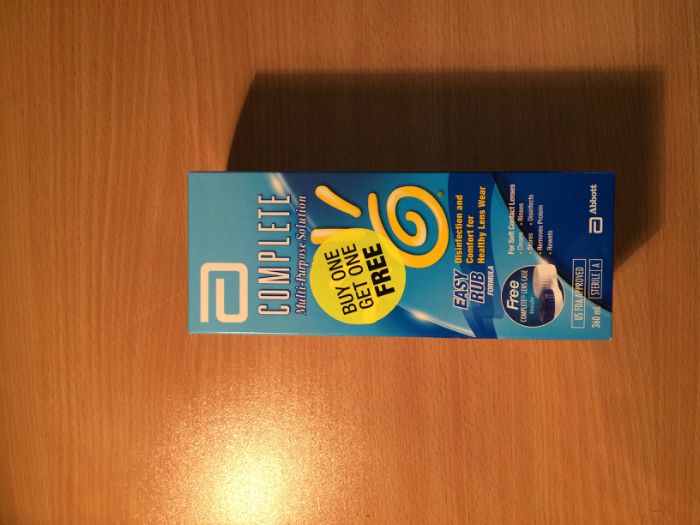 COMPLETE
Multi-Purpose Solution
BUY ONE
GET ONE
FREE
EASY
RUB
FORMULA
Disinfection and
Comfort for
Healthy Lens Wear
Free
COMPLETE® LENS CASE
Inside
For Soft Contact Lenses
• Cleans • Rinses
• Stores • Disinfects
• Removes Protein
• Rewets
US FDA APPROVED
360 mL STERILE A
Abbott